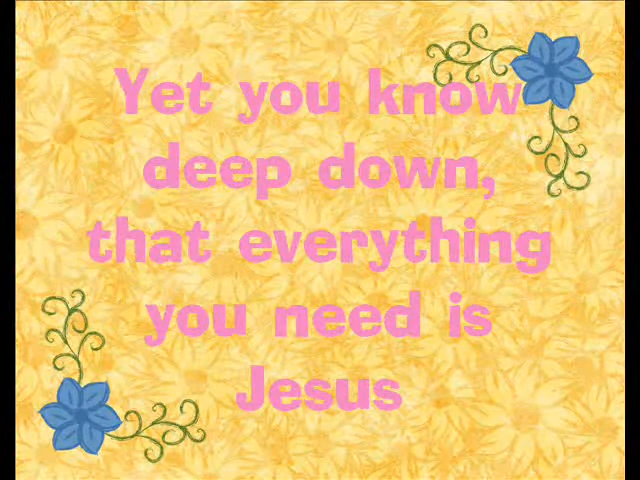 Yet you know
deep down,
that everything
you need is
Jesus